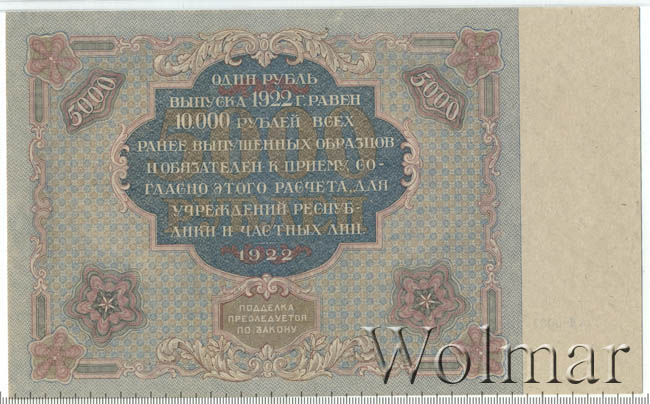 5000
5000
ОДИН РУБЛЬ
ВЫПУСКА 1922 Г. РАВЕН
10.000 РУБЛЕЙ ВСЕХ
РАНЕЕ ВЫПУЩЕННЫХ ОБРАЗЦОВ
И ОБЯЗАТЕЛЕН К ПРИЕМУ, СО-
ГЛАСНО ЭТОГО РАСЧЕТА, ДЛЯ
УЧРЕЖДЕНИЙ РЕСПУБ-
ЛИКИ И ЧАСТНЫХ ЛИЦ.
1922
ПОДДЕЛКА
ПРЕСЛЕДУЕТСЯ
ПО ЗАКОНУ
Wolmar